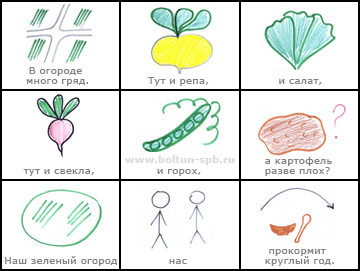 В огороде
много гряд.
Тут и репа,
и салат,
тут и свекла,
и горох,
?
а картофель
разве плох?
www.boltun-spb.ru
Наш зеленый огород
нас
прокормит
круглый год.